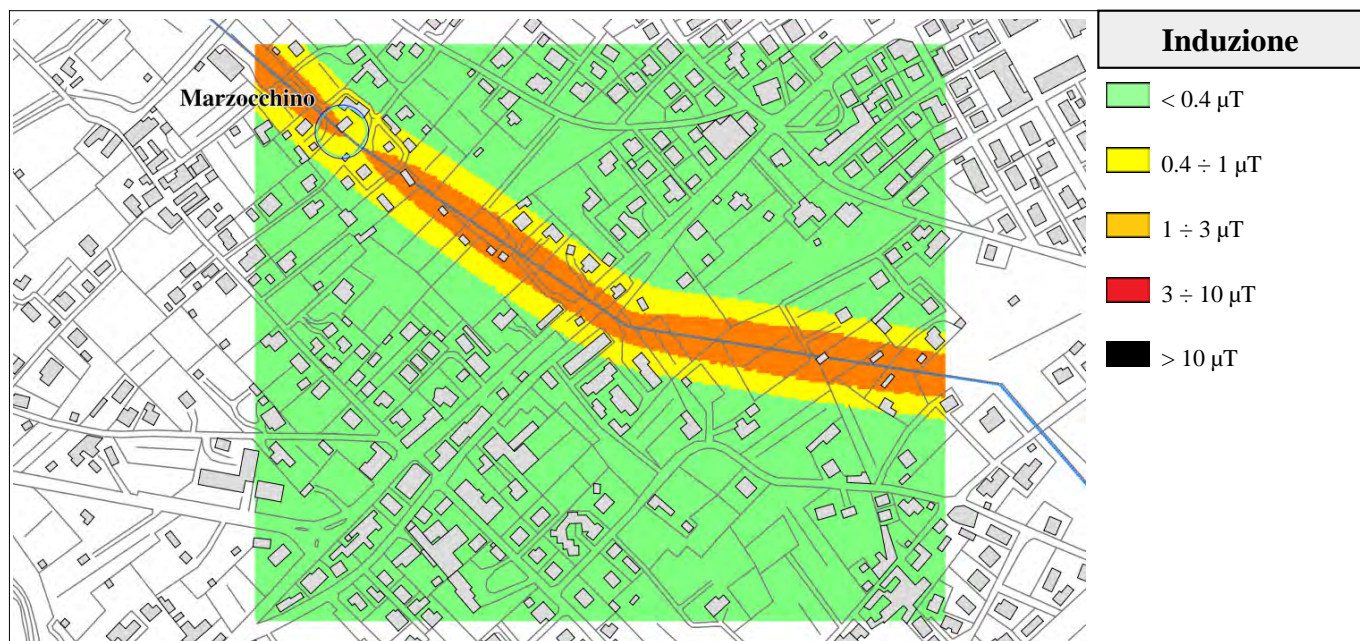 Induzione
Marzocchino
< 0.4 µT
0.4 ÷ 1 µT
1 ÷ 3 µT
3 ÷ 10 µT
> 10 µT